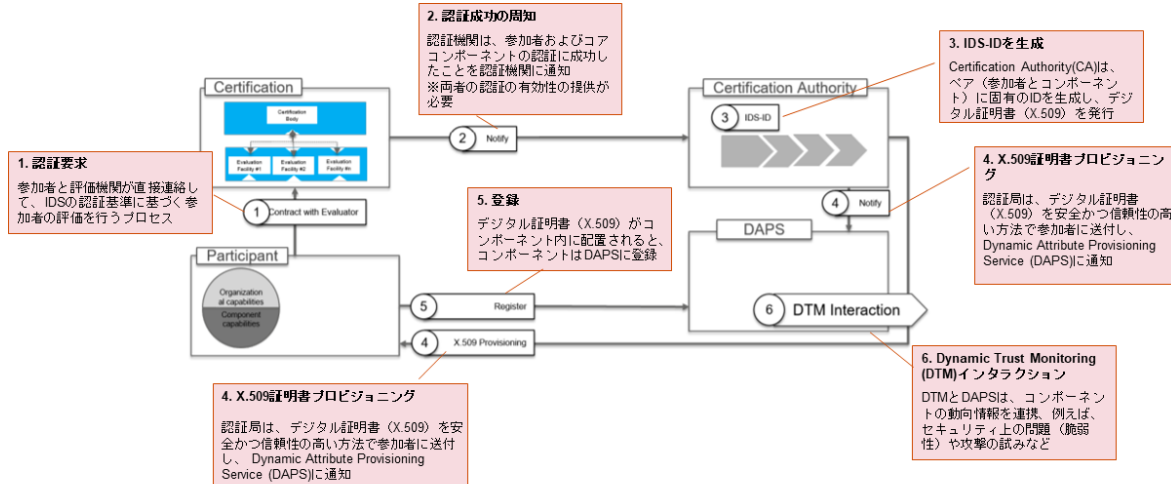 2. 認証成功の周知
認証機関は、参加者およびコア
コンポーネントの認証に成功し
たことを認証機関に通知
※両者の認証の有効性の提供が
必要
3. IDS-IDを生成
Certification Authority(CA)は、
ペア（参加者とコンポーネン
ト）に固有のIDを生成し、デジ
タル証明書（X.509）を発行
Certification
Certification
Body
Evaluation
Facility #1
Evaluation
Facility #2
Evaluation
Facility #n
Certification Authority
3 IDS-ID
2 Notify
1. 認証要求
参加者と評価機関が直接連絡し
て、IDSの認証基準に基づく参
加者の評価を行うプロセス
1 Contract with Evaluator
4 Notify
4. X.509証明書プロビジョニン
グ
認証局は、デジタル証明書
（X.509）を安全かつ信頼性の高
い方法で参加者に送付し、
Dynamic Attribute Provisioning
Service (DAPS)に通知
5. 登録
デジタル証明書（X.509）がコ
ンポーネント内に配置されると、
コンポーネントはDAPSに登録
Participant
Organization
al capabilities
Component
capabilities
DAPS
5 Register
6 DTM Interaction
4 X.509 Provisioning
4. X.509証明書プロビジョニング
認証局は、デジタル証明書（X.509）を
安全かつ信頼性の高い方法で参加者に送付
し、 Dynamic Attribute Provisioning
Service (DAPS)に通知
6. Dynamic Trust Monitoring
(DTM)インタラクション
DTMとDAPSは、コンポーネント
の動向情報を連携、例えば、
セキュリティ上の問題（脆弱
性）や攻撃の試みなど